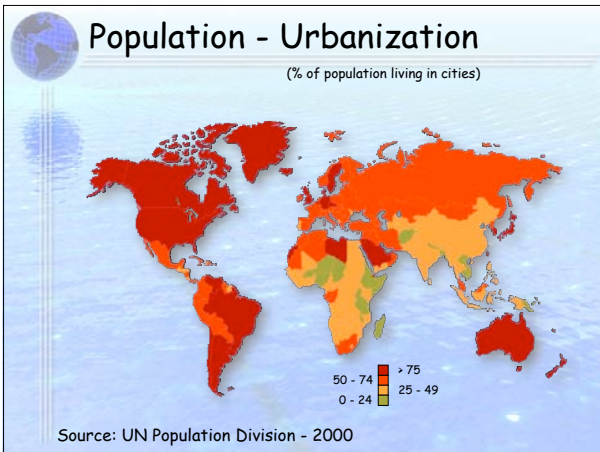 Population - Urbanization
(% of population living in cities)
> 75
50 - 74
25 - 49
0 - 24
Source: UN Population Division - 2000